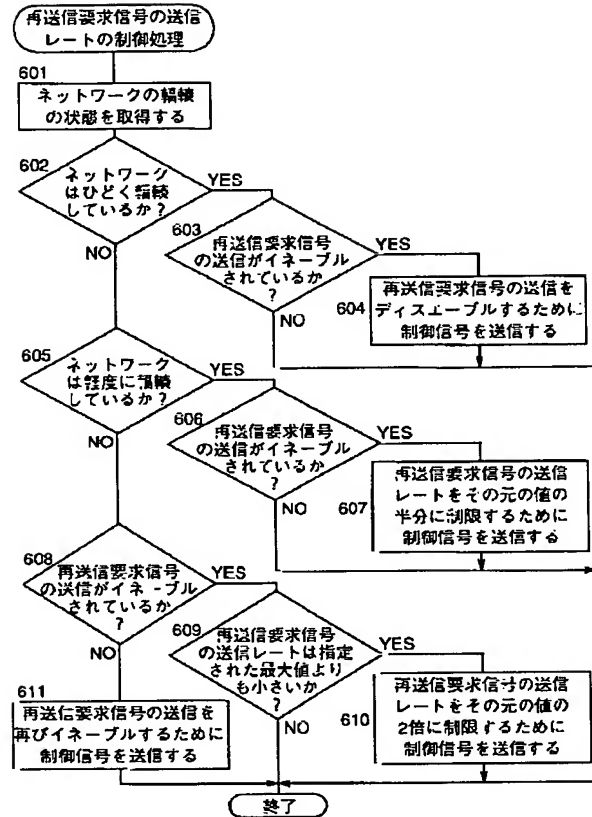 再送信要求信号の送信
レートの制御処理
601
ネットワークの輻輳
の状態を取得する
602
ネットワーク
はひどく輻輳
しているか?
YES
NO
603
再送信要求信号
の送信がイネーブル
されているか
?
YES
NO
604
再送信要求信号の送信を
ディスエーブルするために
制御信号を送信する
605
ネットワーク
は軽度に輻輳
しているか?
YES
NO
606
再送信要求信号
の送信がイネーブル
されているか
?
YES
NO
607
再送信要求信号の送信
レートをその元の値の
半分に制限するために
制御信号を送信する
608
再送信要求信号
の送信がイネーブル
されているか
?
YES
NO
609
再送信要求信号
の送信レートは指定
された最大値より
も小さいか
?
YES
NO
610
再送信要求信号の送信
レートをその元の値の
2倍に制限するために
制御信号を送信する
611
再送信要求信号の送信を
再びイネーブルするために
制御信号を送信する
終了